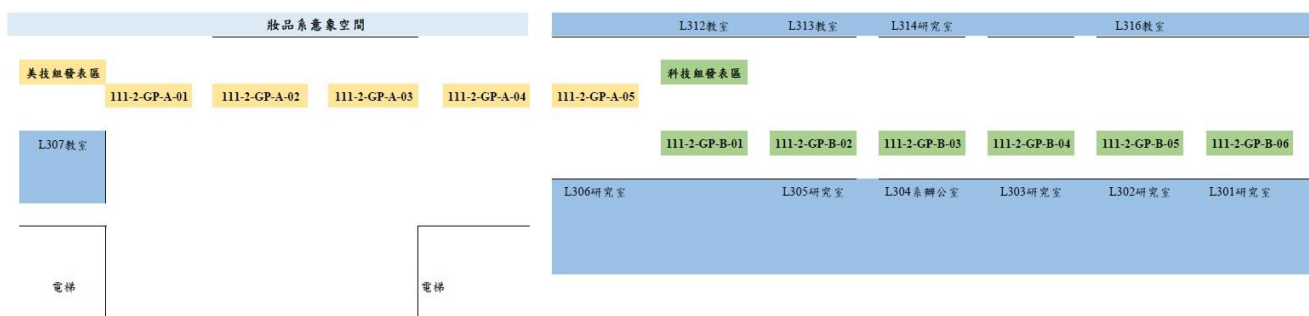 妝品系意象空間
L312教室
L313教室
L314研究室
L316教室
美技組發表區
科技組發表區
111-2-GP-A-01
111-2-GP-A-02
111-2-GP-A-03
111-2-GP-A-04
111-2-GP-A-05
L307教室
111-2-GP-B-01
111-2-GP-B-02
111-2-GP-B-03
111-2-GP-B-04
111-2-GP-B-05
111-2-GP-B-06
L306研究室
L305研究室
L304系辦公室
L303研究室
L302研究室
L301研究室
電梯
電梯